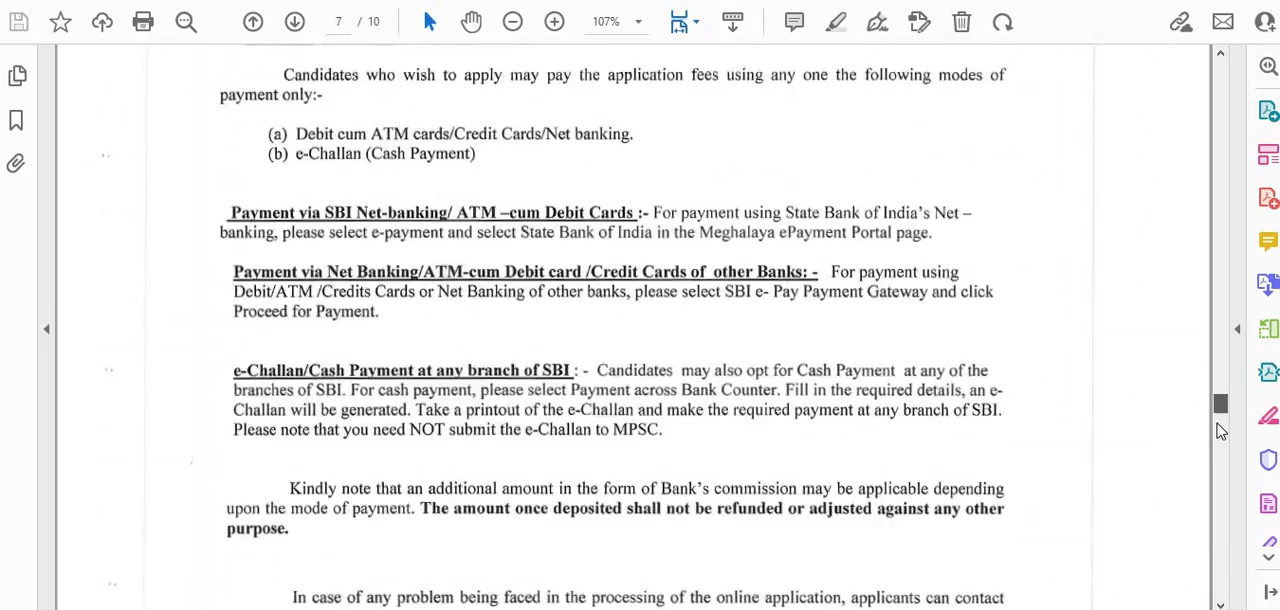 7 / 10
107%
Candidates who wish to apply may pay the application fees using any one the following modes of
payment only:-
(a) Debit cum ATM cards/Credit Cards/Net banking.
(b) e-Challan (Cash Payment)
Payment via SBI Net-banking/ ATM –cum Debit Cards :- For payment using State Bank of India's Net –
banking, please select e-payment and select State Bank of India in the Meghalaya ePayment Portal page.
Payment via Net Banking/ATM-cum Debit card /Credit Cards of other Banks: - For payment using
Debit/ATM /Credits Cards or Net Banking of other banks, please select SBI e- Pay Payment Gateway and click
Proceed for Payment.
e-Challan/Cash Payment at any branch of SBI : - Candidates may also opt for Cash Payment at any of the
branches of SBI. For cash payment, please select Payment across Bank Counter. Fill in the required details, an e-
Challan will be generated. Take a printout of the e-Challan and make the required payment at any branch of SBI.
Please note that you need NOT submit the e-Challan to MPSC.
Kindly note that an additional amount in the form of Bank's commission may be applicable depending
upon the mode of payment. The amount once deposited shall not be refunded or adjusted against any other
purpose.
In case of any problem being faced in the processing of the online application, applicants can contact